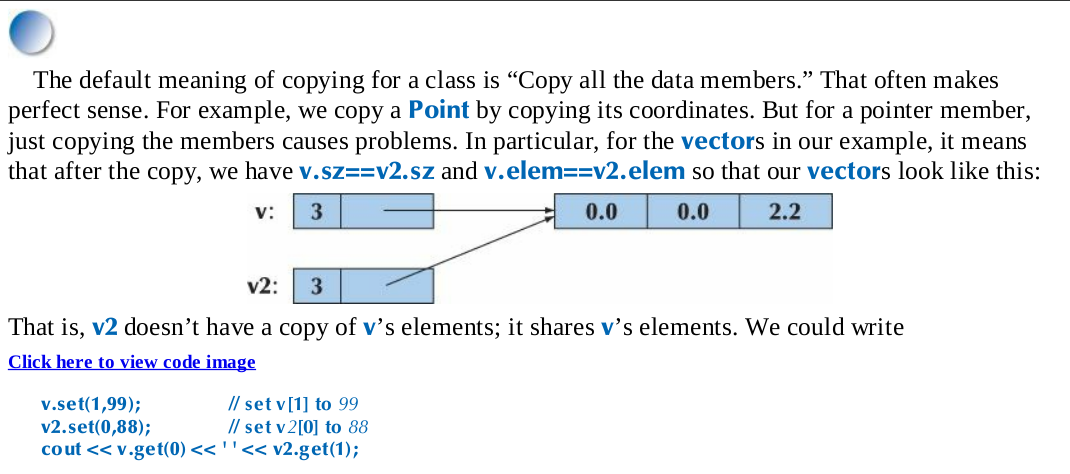 The default meaning of copying for a class is “Copy all the data members.” That often makes
perfect sense. For example, we copy a Point by copying its coordinates. But for a pointer member,
just copying the members causes problems. In particular, for the vectors in our example, it means
that after the copy, we have v.sz==v2.sz and v.elem==v2.elem so that our vectors look like this:
v: 3 0.0 0.0 2.2
v2: 3
That is, v2 doesn’t have a copy of v’s elements; it shares v’s elements. We could write
Click here to view code image
v.set(1,99); // set v[1] to 99
v2.set(0,88); // set v2[0] to 88
cout << v.get(0) << ' ' << v2.get(1);